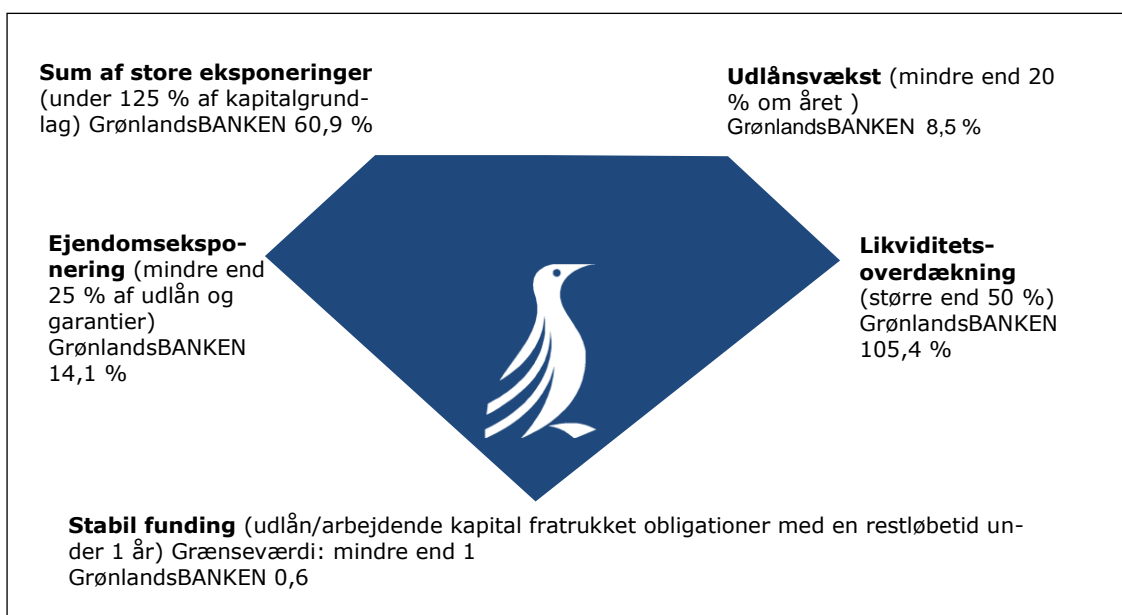 Sum af store eksponeringer
(under 125 % af kapitalgrund-
lag) GrønlandsBANKEN 60,9 %
Udlånsvækst (mindre end 20
% om året )
GrønlandsBANKEN 8,5 %
Ejendomsekspo-
nering (mindre end
25 % af udlån og
garantier)
GrønlandsBANKEN
14,1 %
Likviditets-
overdækning
(større end 50 %)
GrønlandsBANKEN
105,4 %
Stabil funding (udlån/arbejdende kapital fratrukket obligationer med en restløbetid un-
der 1 år) Grænseværdi: mindre end 1
GrønlandsBANKEN 0,6